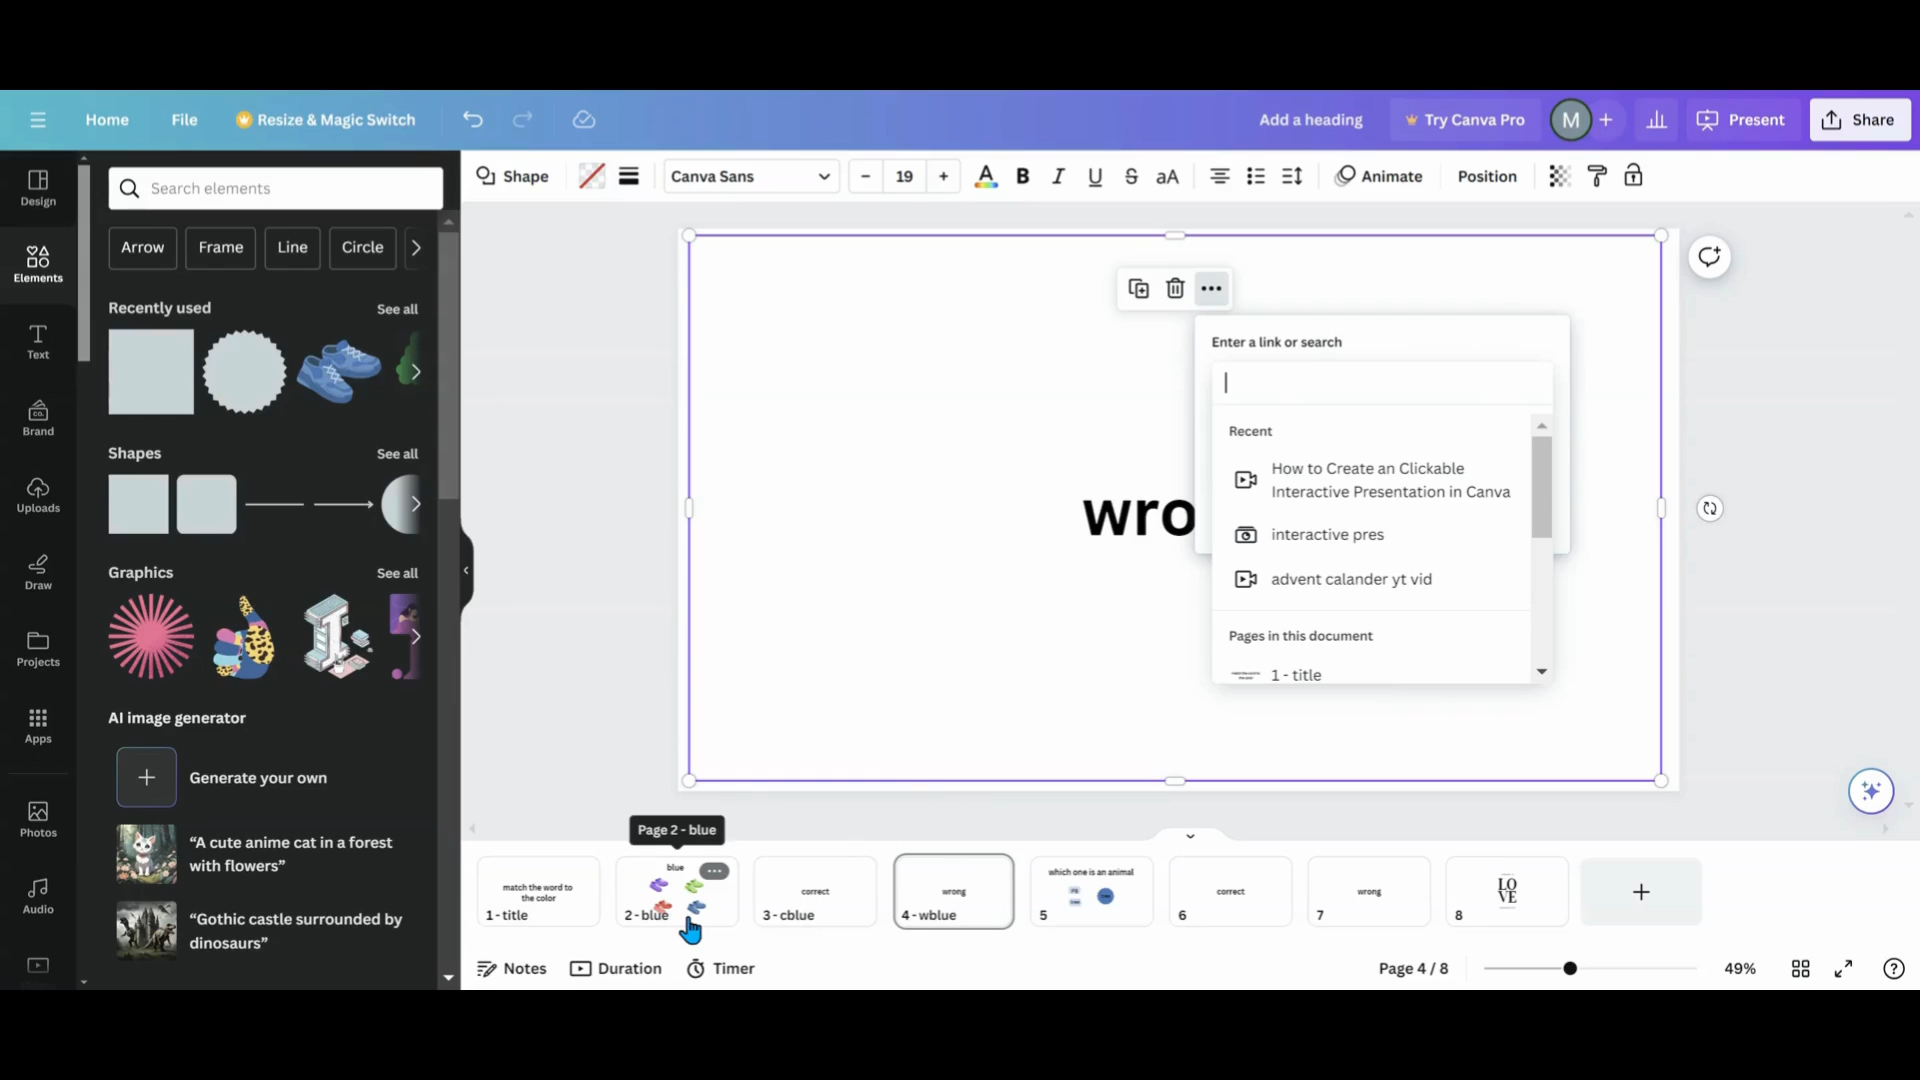 Home
File
Resize & Magic Switch
Add a heading
Try Canva Pro
M
Present
Share
Design
Elements
Text
Brand
Uploads
Draw
Projects
Apps
Photos
Audio
Search elements
Arrow
Frame
Line
Circle
Recently used
See all
Shapes
See all
Graphics
See all
AI image generator
Generate your own
“A cute anime cat in a forest
with flowers”
“Gothic castle surrounded by
dinosaurs”
Shape
Canva Sans
19
B
I
U
S
aA
Animate
Position
wro
Enter a link or search
Recent
How to Create an Clickable
Interactive Presentation in Canva
interactive pres
advent calander yt vid
Pages in this document
1 - title
Page 2 - blue
match the word to
the color
1 - title
blue
2 - blue
correct
3 - cblue
wrong
4 - wblue
which one is an animal
5
correct
6
wrong
7
LO
VE
8
Notes
Duration
Timer
Page 4 / 8
49%